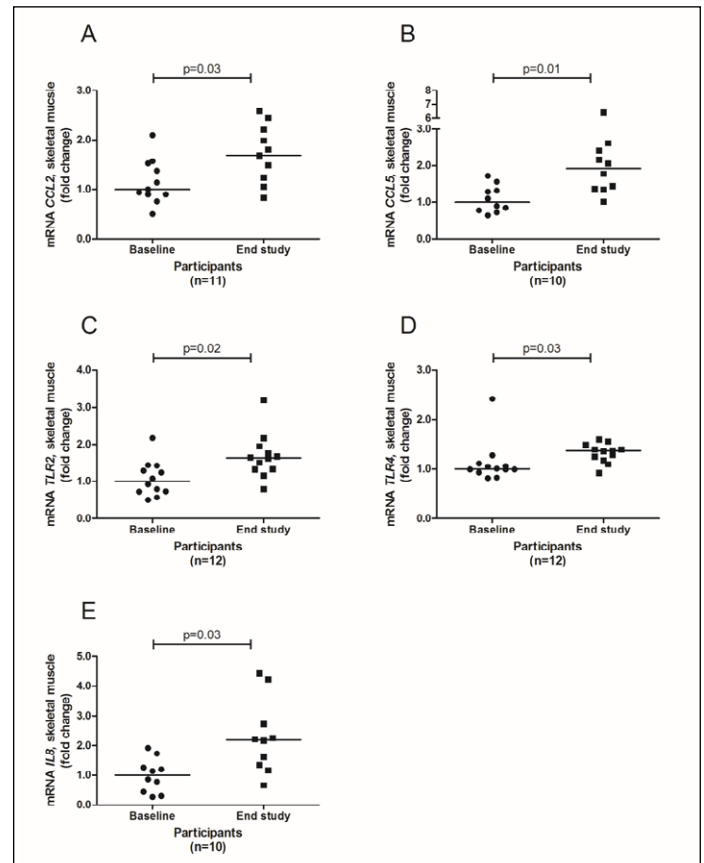 A
p=0.03
mRNA CCL2, skeletal mucsle
(fold change)
3.0
2.0
1.0
0.0
Baseline
End study
Participants
(n=11)
B
p=0.01
mRNA CCL5, skeletal muscle
(fold change)
8
7
6
3.0
2.0
1.0
0.0
Baseline
End study
Participants
(n=10)
C
p=0.02
mRNA TLR2, skeletal muscle
(fold change)
4.0
3.0
2.0
1.0
0.0
Baseline
End study
Participants
(n=12)
D
p=0.03
mRNA TLR4, skeletal muscle
(fold change)
3.0
2.0
1.0
0.0
Baseline
End study
Participants
(n=12)
E
p=0.03
mRNA IL8, skeletal muscle
(fold change)
5.0
4.0
3.0
2.0
1.0
0.0
Baseline
End study
Participants
(n=10)